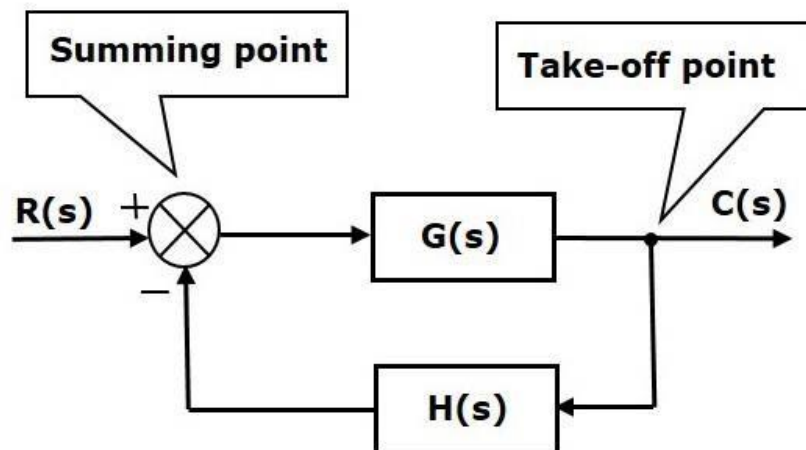 Summing point
Take-off point
R(s)
+
G(s)
C(s)
−
H(s)